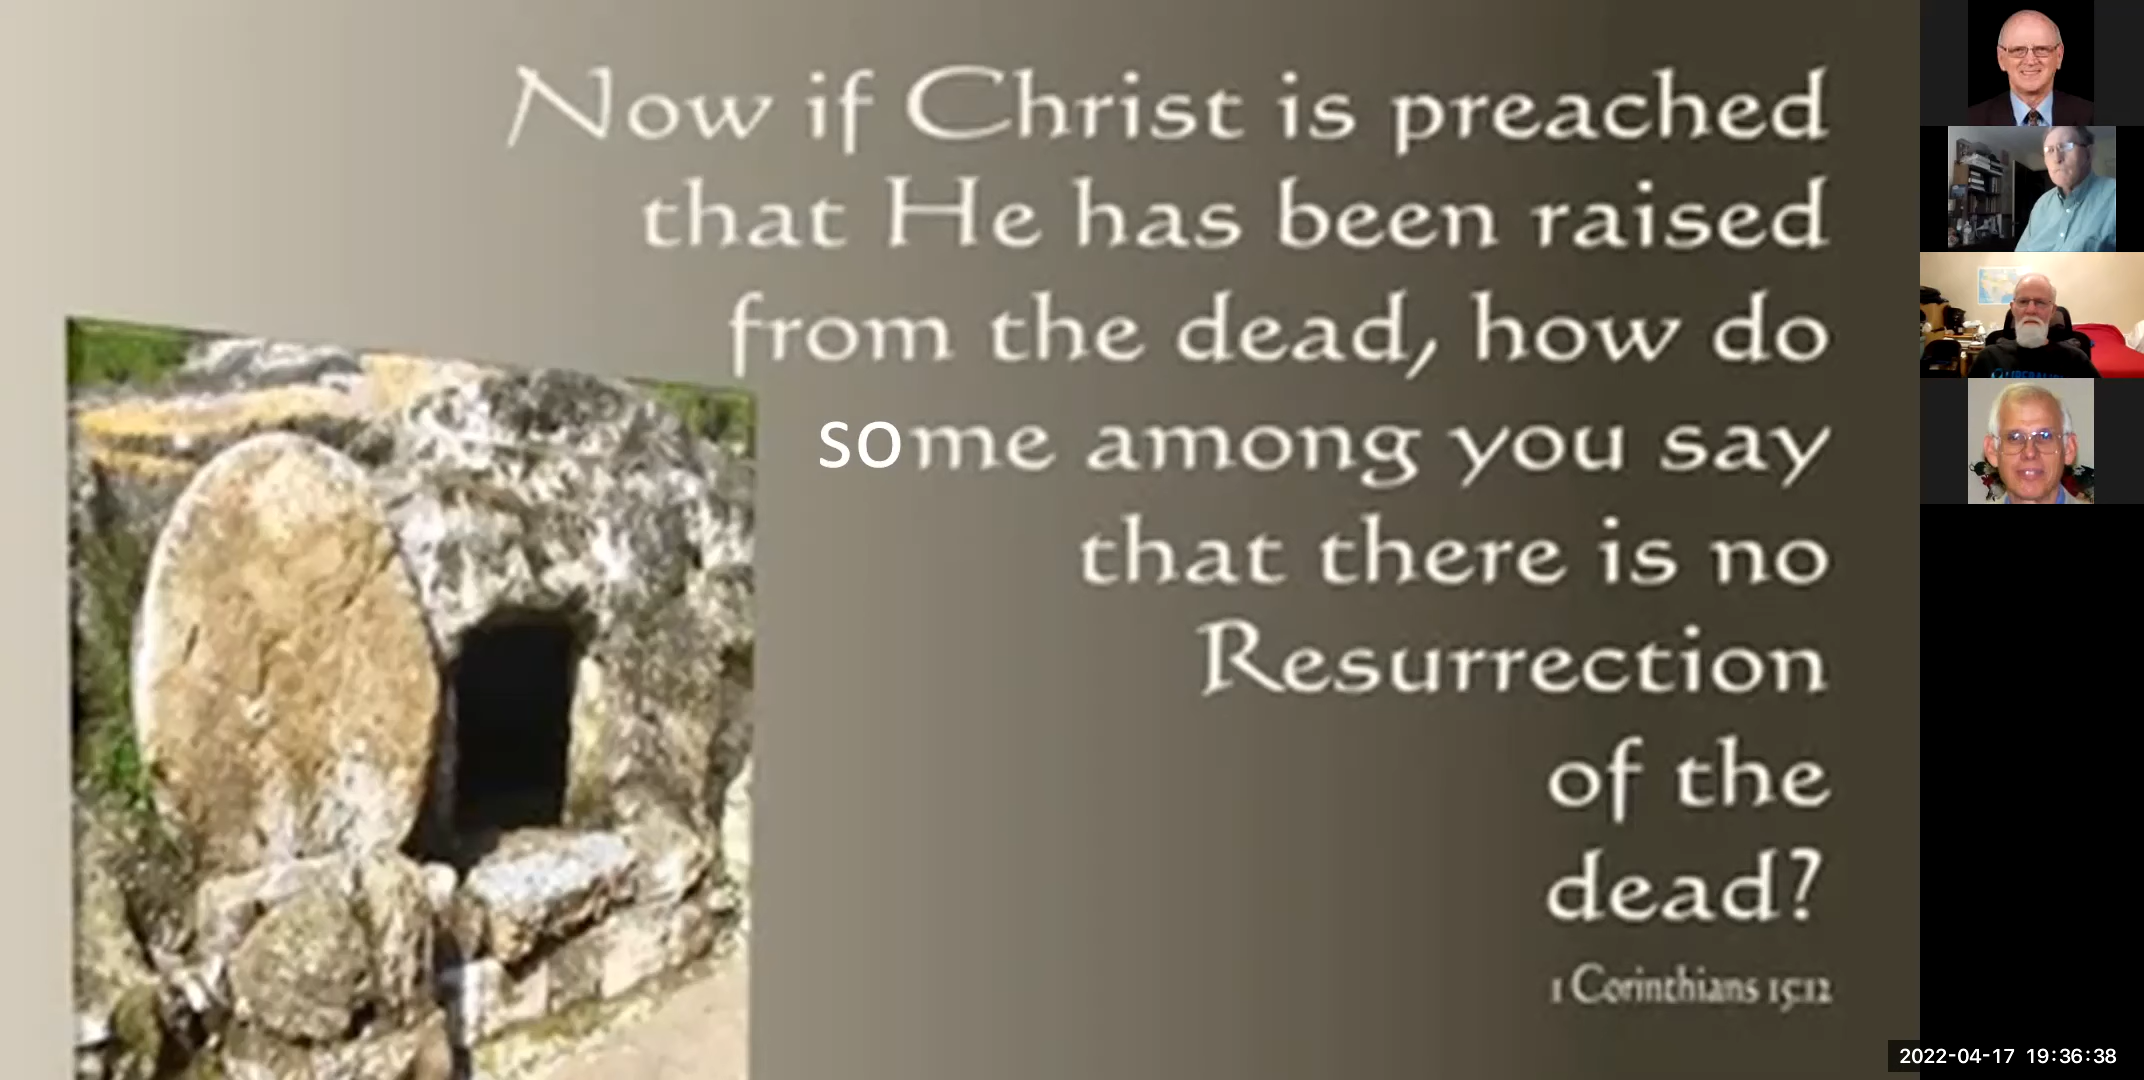 Now if Christ is preached
that He has been raised
from the dead, how do
some among you say
that there is no
Resurrection
of the
dead?
1 Corinthians 15:12
2022-04-17 19:36:38